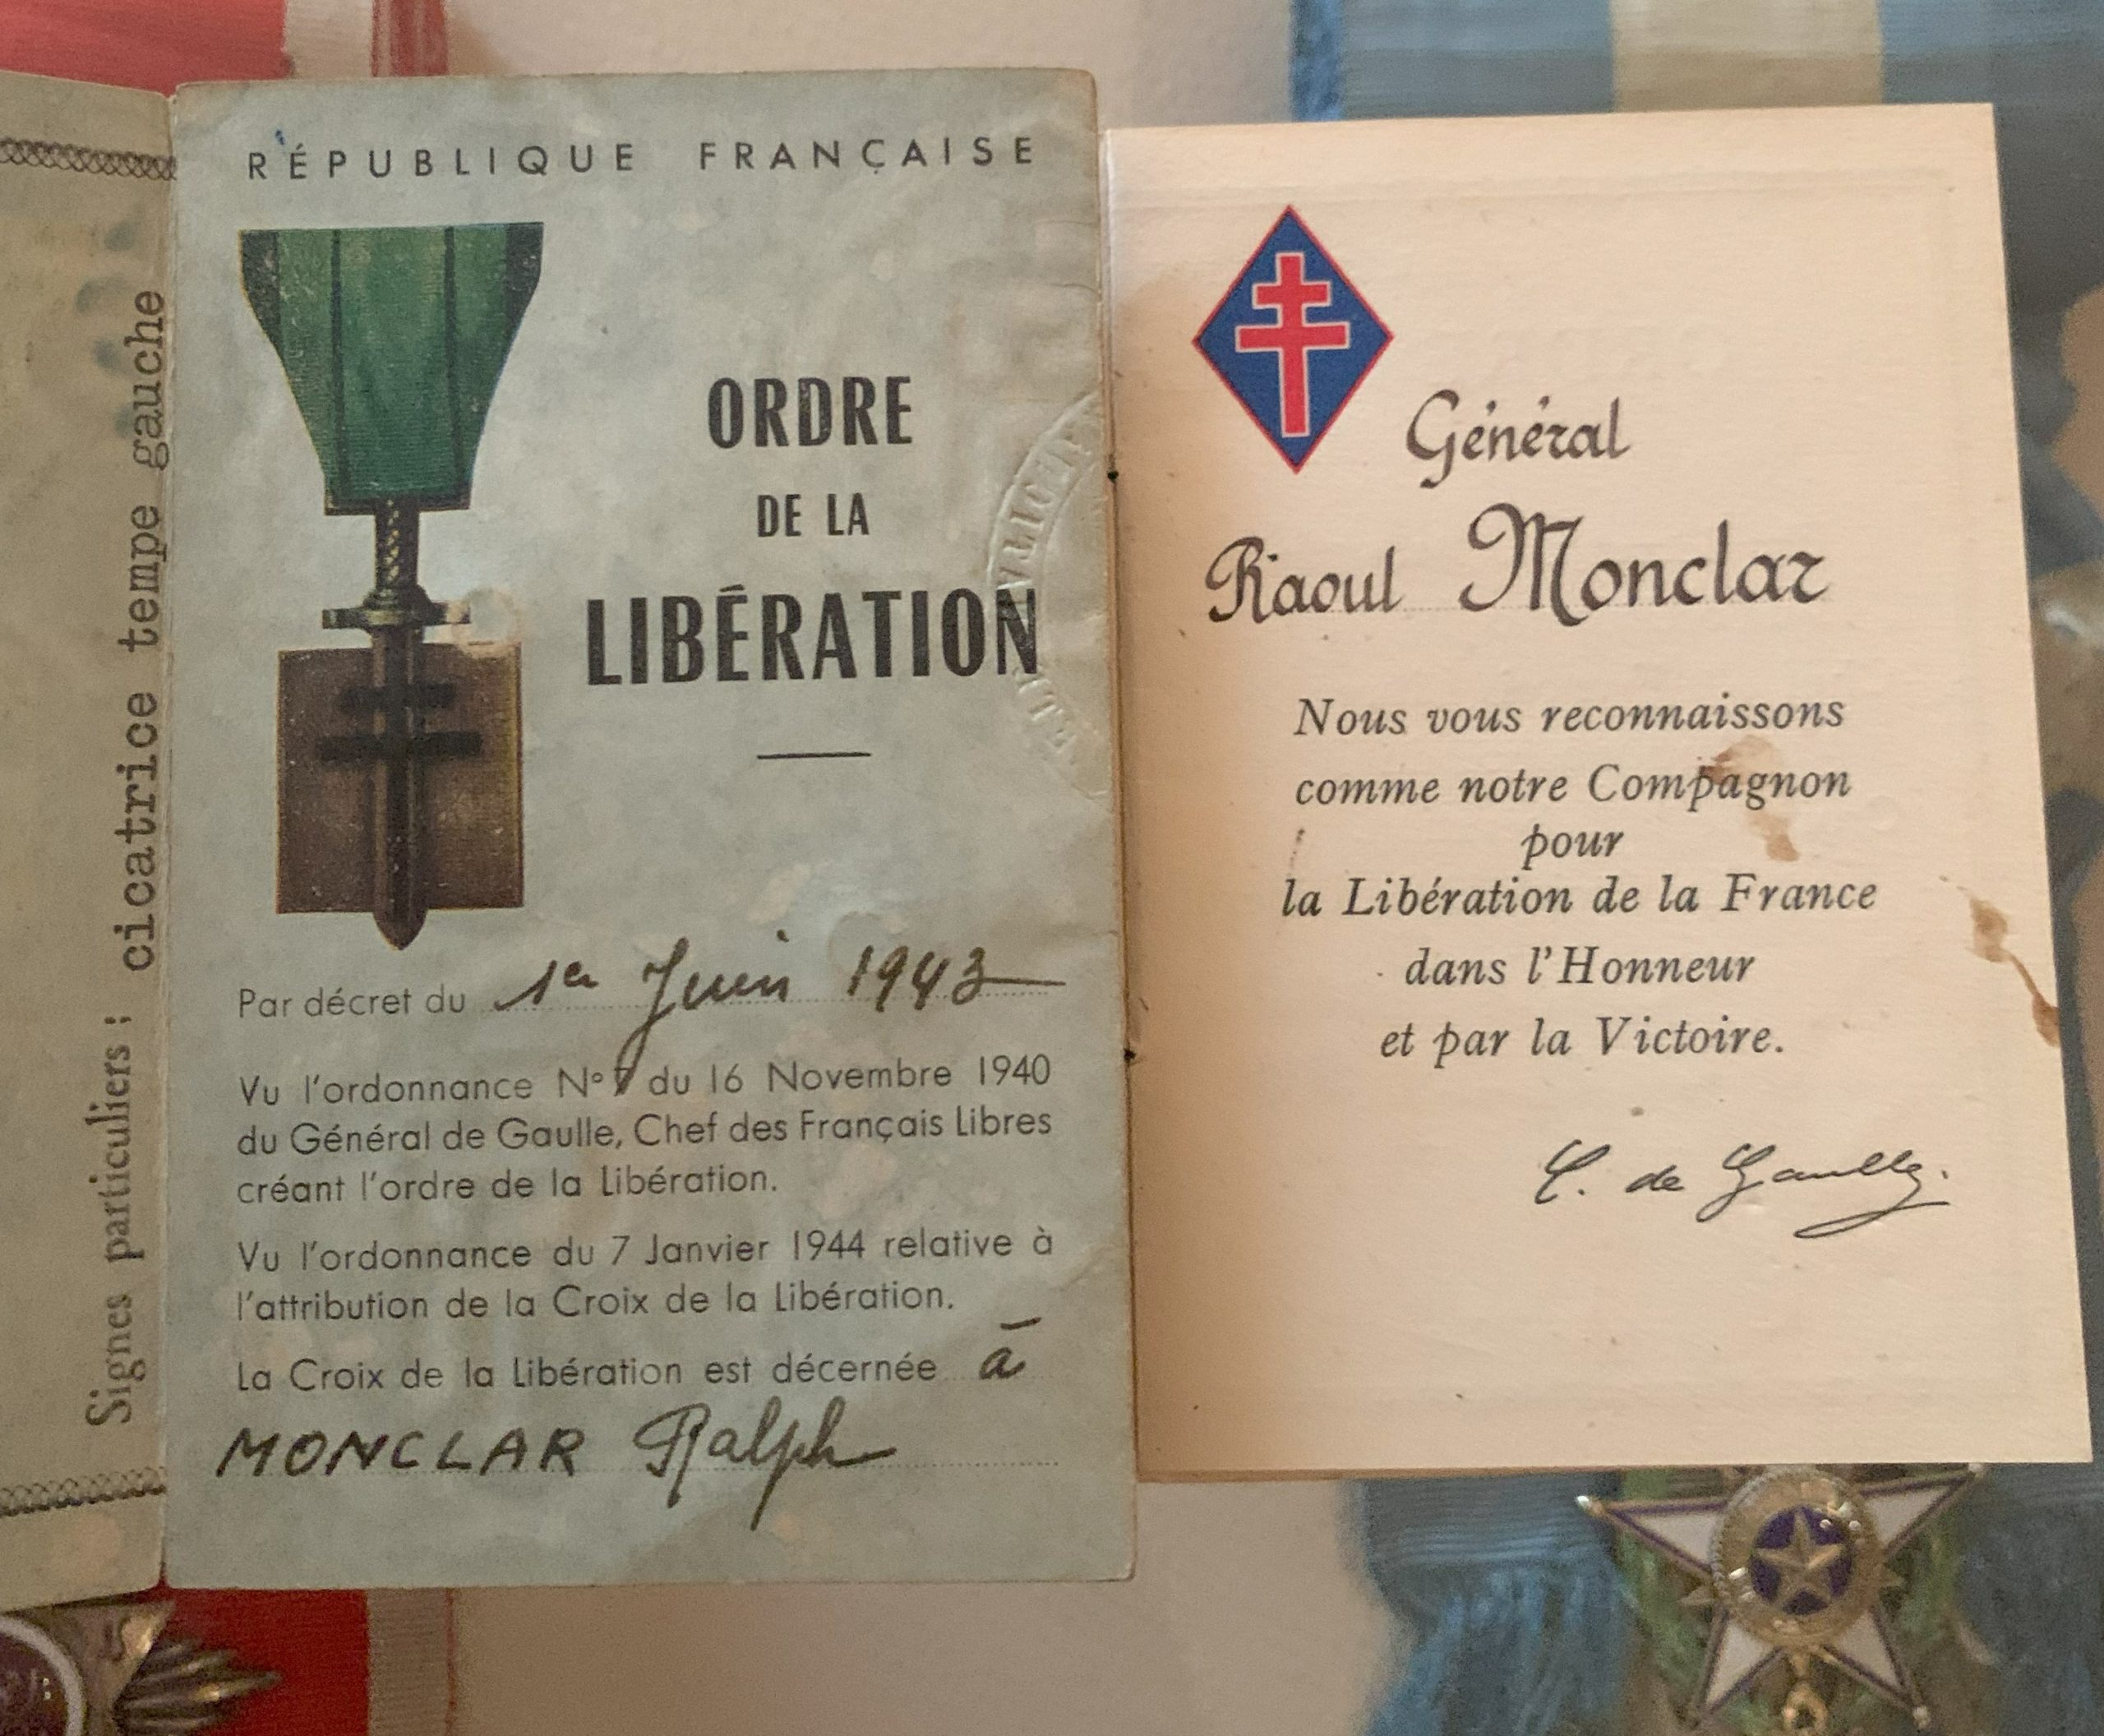 Signes particuliers : cicatrice tempe gauche
RÉPUBLIQUE FRANÇAISE
ORDRE
DE LA
LIBÉRATION
Par décret du 1er Juin 1943
Vu l'ordonnance N° 7 du 16 Novembre 1940
du Général de Gaulle, Chef des Français Libres
créant l'ordre de la Libération.
Vu l'ordonnance du 7 Janvier 1944 relative à
l'attribution de la Croix de la Libération.
La Croix de la Libération est décernée à
MONCLAR Ralph
Général
Raoul Monclar
Nous vous reconnaissons
comme notre Compagnon
pour
la Libération de la France
dans l'Honneur
et par la Victoire.
C. de Gaulle.